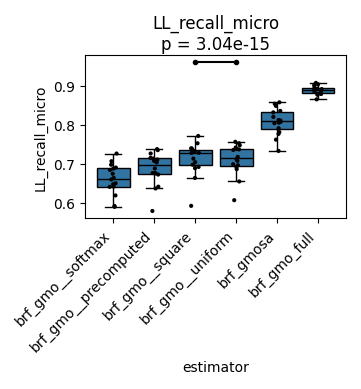 LL_recall_micro
p = 3.04e-15
LL_recall_micro
0.9
0.8
0.7
0.6
brf_gmo__softmax
brf_gmo__precomputed
brf_gmo__square
brf_gmo__uniform
brf_gmosa
brf_gmo_full
estimator